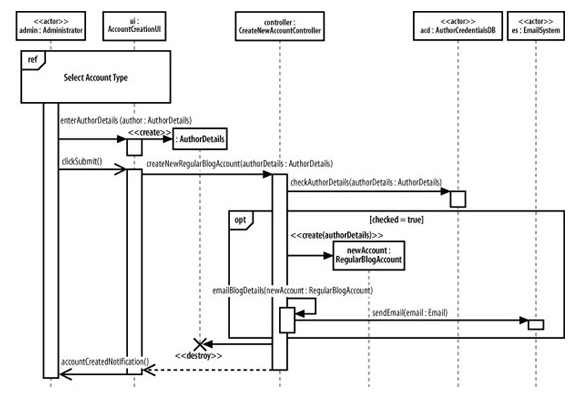 <<actor>>
admin : Administrator
ui :
AccountCreationUI
controller :
CreateNewAccountController
<<actor>>
acd : AuthorCredentialsDB
<<actor>>
es : EmailSystem
ref
Select Account Type
enterAuthorDetails (author : AuthorDetails)
<<create>>
: AuthorDetails
clickSubmit()
createNewRegularBlogAccount(authorDetails : AuthorDetails)
checkAuthorDetails(authorDetails : AuthorDetails)
opt
[checked = true]
<<create(authorDetails)>>
newAccount :
RegularBlogAccount
emailBlogDetails(newAccount : RegularBlogAccount)
sendEmail(email : Email)
<<destroy>>
accountCreatedNotification()